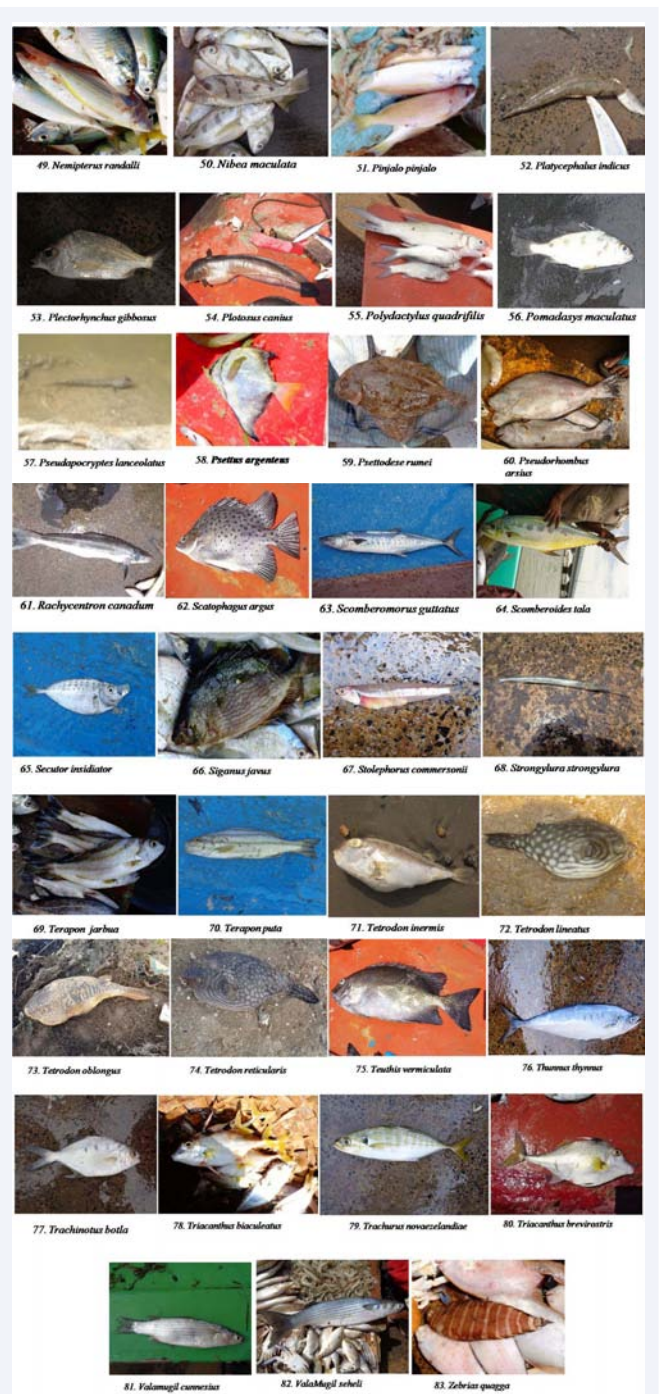 49. Nemipterus randalli
50. Nibea maculata
51. Pinjalo pinjalo
52. Platycephalus indicus
53. Plectorhynchus gibbosus
54. Plotosus canius
55. Polydactylus quadrifilis
56. Pomadasys maculatus
57. Pseudapocryptes lanceolatus
58. Psettus argenteus
59. Psettodese rumei
60. Pseudorhombus
arsius
61. Rachycentron canadum
62. Scatophagus argus
63. Scomberomorus guttatus
64. Scomberoides tala
65. Secutor insidiator
66. Siganus javus
67. Stolephorus commersonii
68. Strongylura strongylura
69. Terapon jarbua
70. Terapon puta
71. Tetrodon inermis
72. Tetrodon lineatus
73. Tetrodon oblongus
74. Tetrodon reticularis
75. Teuthis vermiculata
76. Thunnus thynnus
77. Trachinotus botla
78. Triacanthus biaculeatus
79. Trachurus novaezelandiae
80. Triacanthus brevirostris
81. Valamugil cunnesius
82. ValaMugil seheli
83. Zebrias quagga